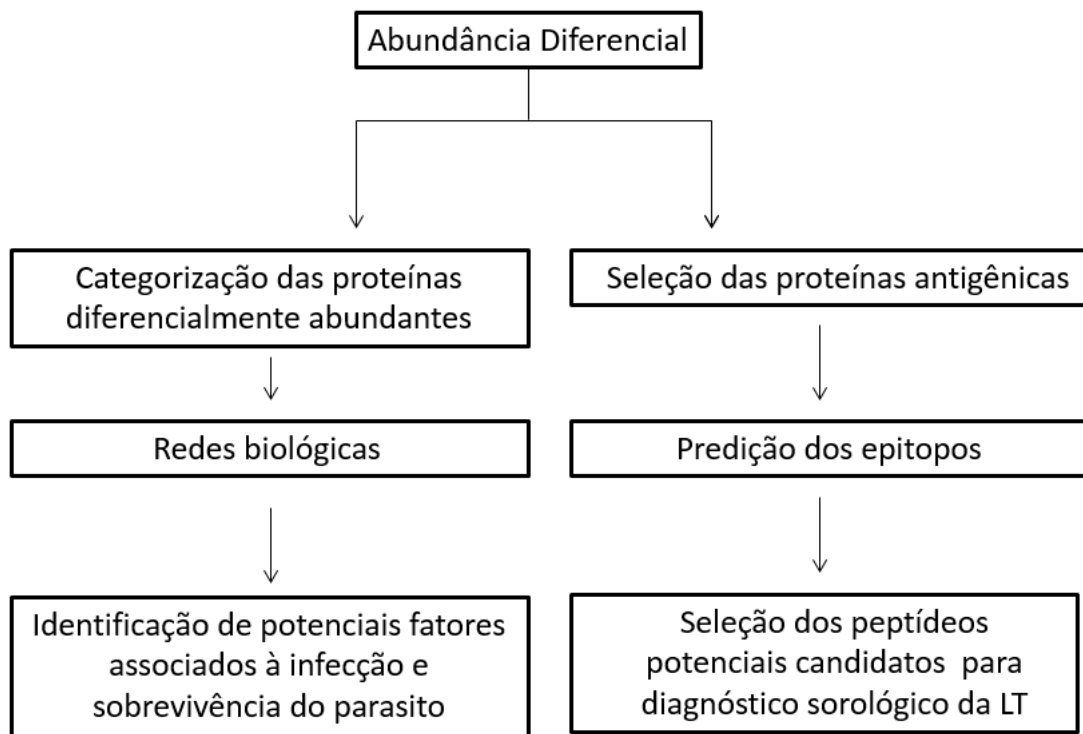 Abundância Diferencial
Categorização das proteínas
diferencialmente abundantes
Seleção das proteínas antigênicas
Redes biológicas
Predição dos epitopos
Identificação de potenciais fatores
associados à infecção e
sobrevivência do parasito
Seleção dos peptídeos
potenciais candidatos para
diagnóstico sorológico da LT